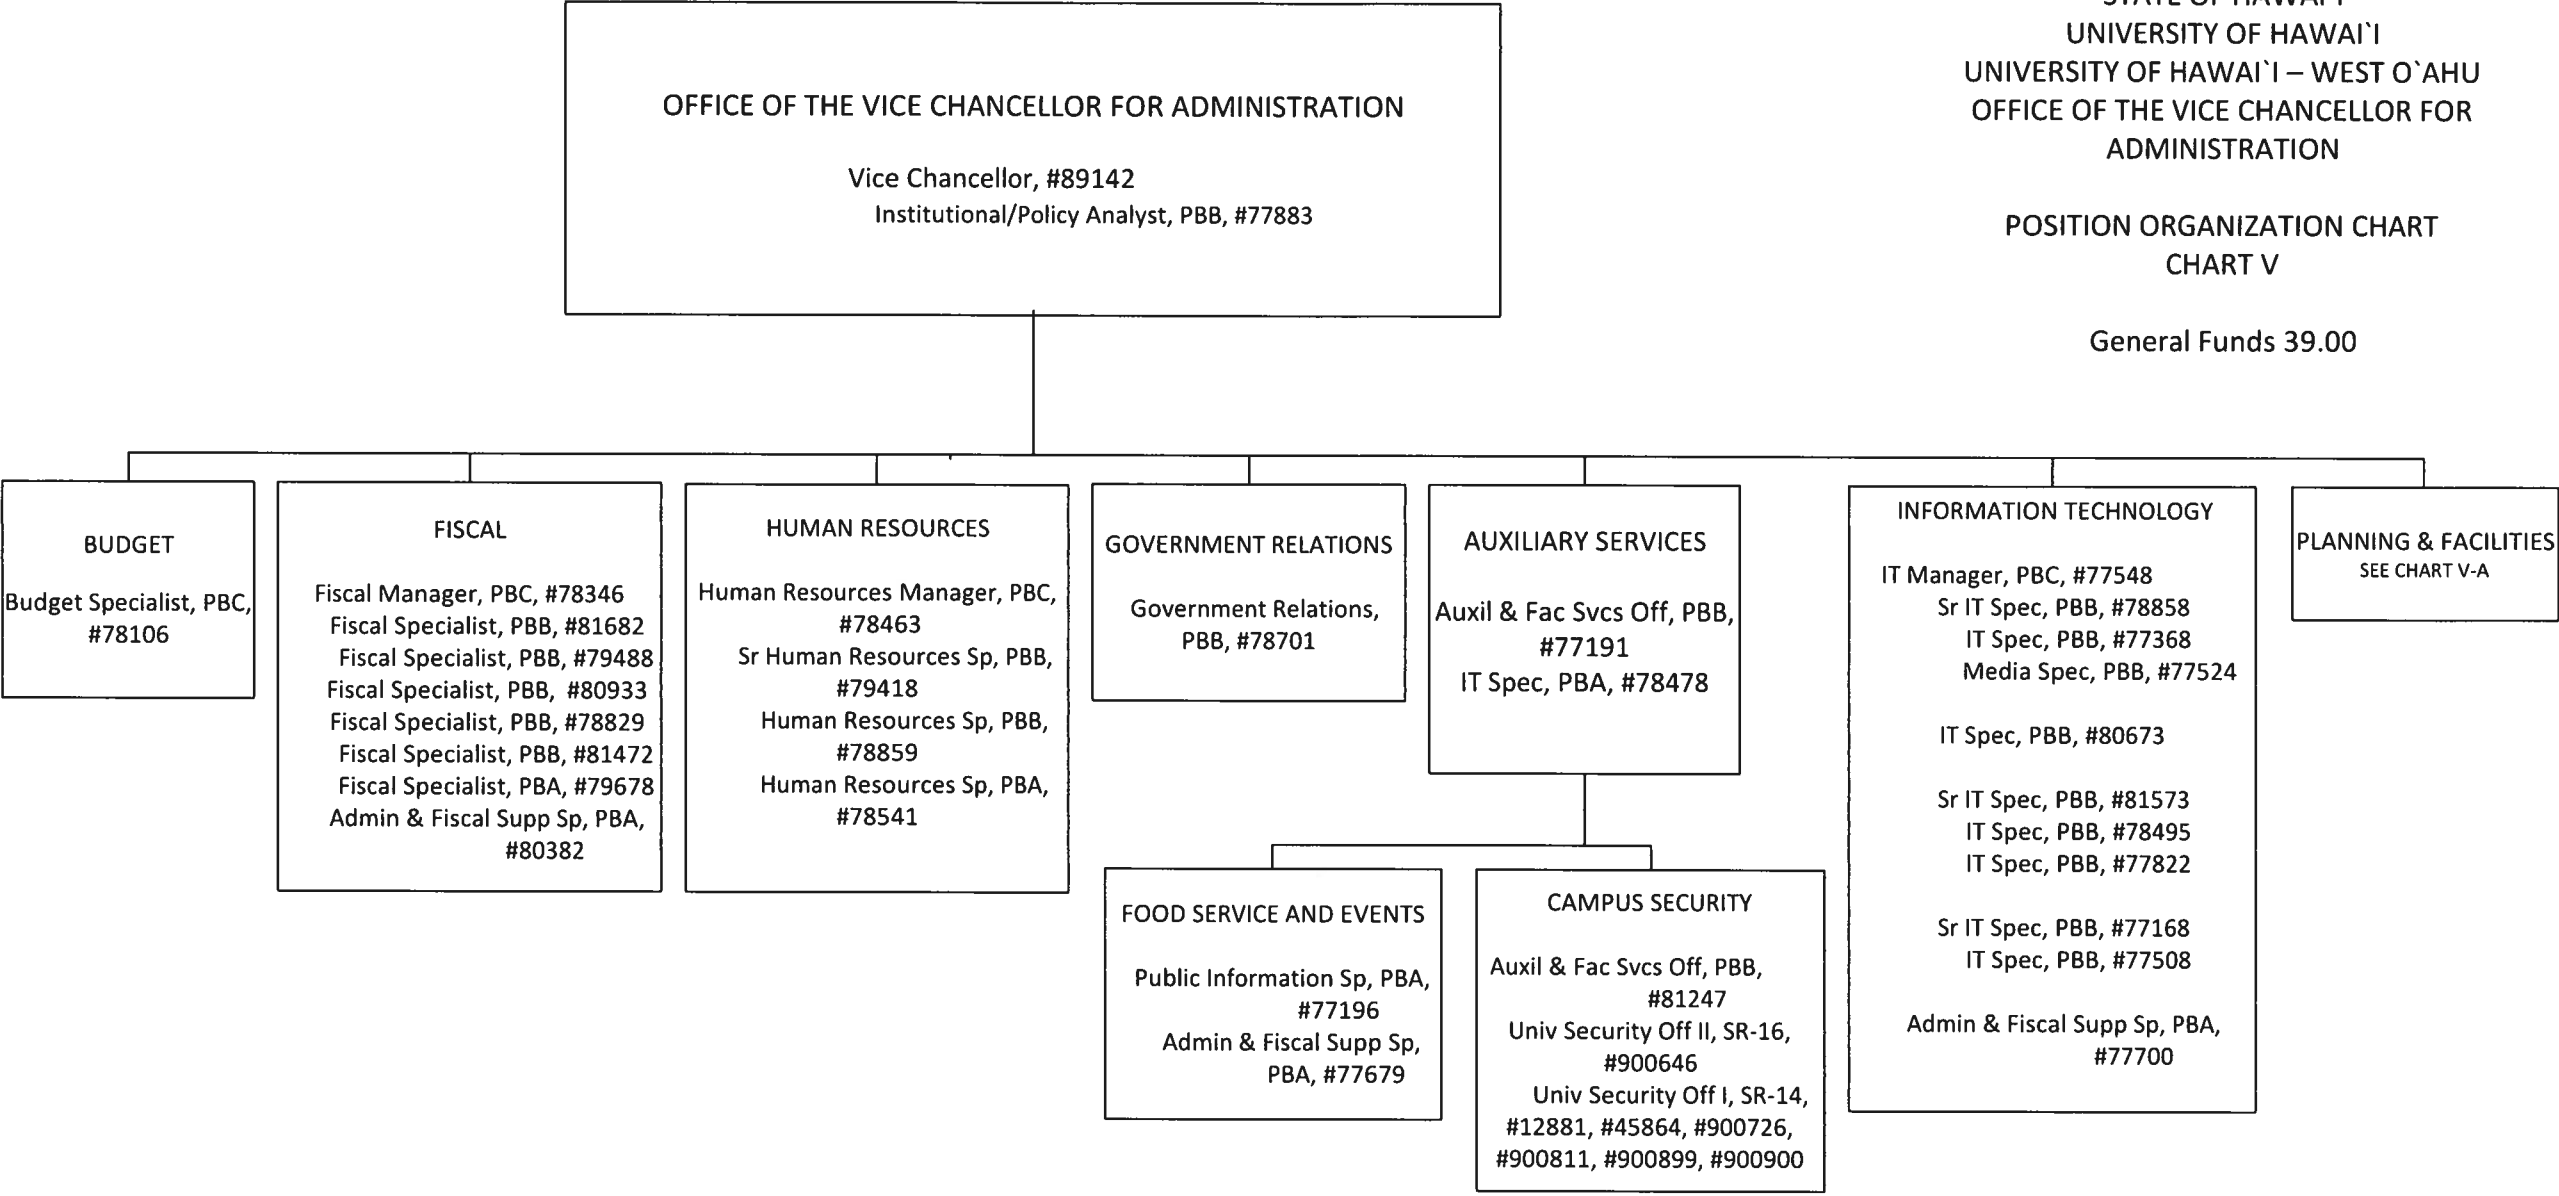 STATE OF HAWAI`I
UNIVERSITY OF HAWAI`I
UNIVERSITY OF HAWAI`I – WEST O`AHU
OFFICE OF THE VICE CHANCELLOR FOR
ADMINISTRATION
POSITION ORGANIZATION CHART
CHART V
General Funds 39.00
OFFICE OF THE VICE CHANCELLOR FOR ADMINISTRATION
Vice Chancellor, #89142
Institutional/Policy Analyst, PBB, #77883
BUDGET
Budget Specialist, PBC,
#78106
FISCAL
Fiscal Manager, PBC, #78346
Fiscal Specialist, PBB, #81682
Fiscal Specialist, PBB, #79488
Fiscal Specialist, PBB, #80933
Fiscal Specialist, PBB, #78829
Fiscal Specialist, PBB, #81472
Fiscal Specialist, PBA, #79678
Admin & Fiscal Supp Sp, PBA,
#80382
HUMAN RESOURCES
Human Resources Manager, PBC,
#78463
Sr Human Resources Sp, PBB,
#79418
Human Resources Sp, PBB,
#78859
Human Resources Sp, PBA,
#78541
GOVERNMENT RELATIONS
Government Relations,
PBB, #78701
AUXILIARY SERVICES
Auxil & Fac Svcs Off, PBB,
#77191
IT Spec, PBA, #78478
FOOD SERVICE AND EVENTS
Public Information Sp, PBA,
#77196
Admin & Fiscal Supp Sp,
PBA, #77679
CAMPUS SECURITY
Auxil & Fac Svcs Off, PBB,
#81247
Univ Security Off II, SR-16,
#900646
Univ Security Off I, SR-14,
#12881, #45864, #900726,
#900811, #900899, #900900
INFORMATION TECHNOLOGY
IT Manager, PBC, #77548
Sr IT Spec, PBB, #78858
IT Spec, PBB, #77368
Media Spec, PBB, #77524
IT Spec, PBB, #80673
Sr IT Spec, PBB, #81573
IT Spec, PBB, #78495
IT Spec, PBB, #77822
Sr IT Spec, PBB, #77168
IT Spec, PBB, #77508
Admin & Fiscal Supp Sp, PBA,
#77700
PLANNING & FACILITIES
SEE CHART V-A